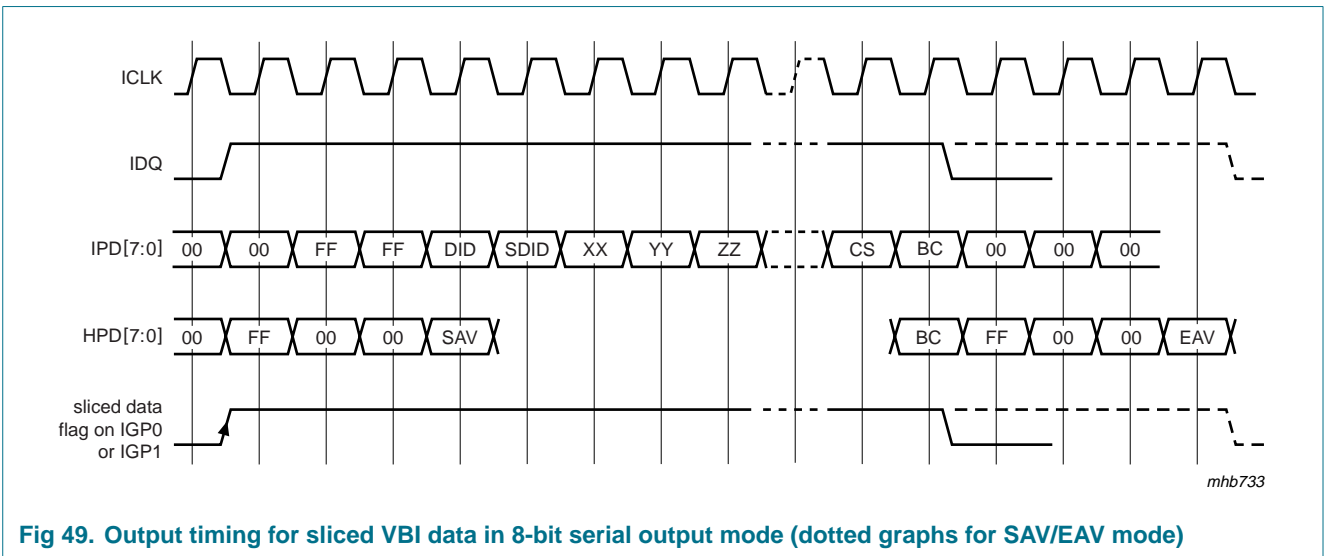 ICLK
IDQ
IPD[7:0] 00 00 FF FF DID SDID XX YY ZZ CS BC 00 00 00
HPD[7:0] 00 FF 00 00 SAV BC FF 00 00 EAV
sliced data
flag on IGP0
or IGP1
mhb733
Fig 49. Output timing for sliced VBI data in 8-bit serial output mode (dotted graphs for SAV/EAV mode)